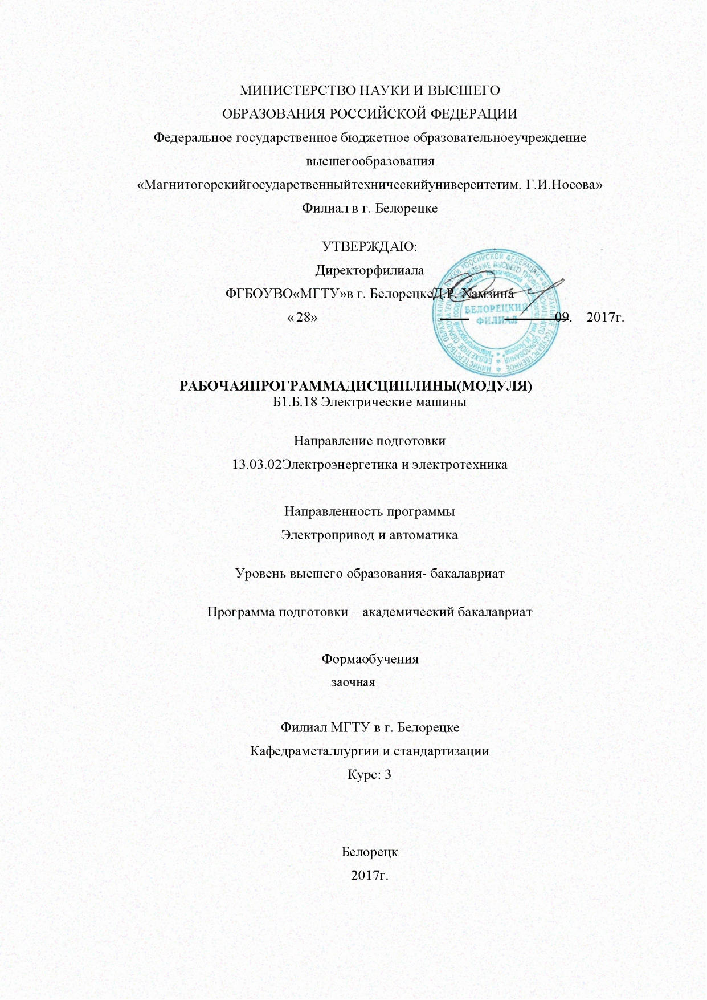 МИНИСТЕРСТВО НАУКИ И ВЫСШЕГО
ОБРАЗОВАНИЯ РОССИЙСКОЙ ФЕДЕРАЦИИ
Федеральное государственное бюджетное образовательноеучреждение
высшегообразования
«Магнитогорскийгосударственныйтехническийуниверситетим. Г.И.Носова»
Филиал в г. Белорецке
УТВЕРЖДАЮ:
Директорфилиала
ФГБОУВО«МГТУ»в г. БелорецкеД.Р. Хамзина
«28» 09. 2017г.
БЕЛОРЕЦКИЙ
ФИЛИАЛ
РАБОЧАЯПРОГРАММАДИСЦИПЛИНЫ(МОДУЛЯ)
Б1.Б.18 Электрические машины
Направление подготовки
13.03.02Электроэнергетика и электротехника
Направленность программы
Электропривод и автоматика
Уровень высшего образования- бакалавриат
Программа подготовки – академический бакалавриат
Формаобучения
заочная
Филиал МГТУ в г. Белорецке
Кафедраметаллургии и стандартизации
Курс: 3
Белорецк
2017г.